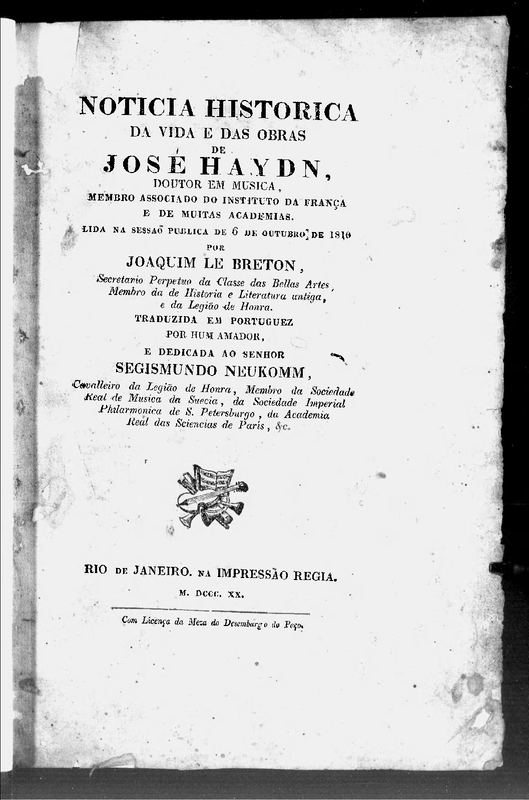 NOTICIA HISTORICA
DA VIDA E DAS OBRAS
DE
JOSÉ HAYDN,
DOUTOR EM MUSICA,
MEMBRO ASSOCIADO DO INSTITUTO DA FRANÇA
E DE MUITAS ACADEMIAS.
LIDA NA SESSAÕ PUBLICA DE 6 DE OUTUBRO, DE 1810
POR
JOAQUIM LE BRETON,
Secretario Perpetuo da Classe das Bellas Artes,
Membro da de Historia e Literatura antiga,
e da Legião de Honra.
TRADUZIDA EM PORTUGUEZ
POR HUM AMADOR,
E DEDICADA AO SENHOR
SEGISMUNDO NEUKOMM,
Cavalleiro da Legião de Honra, Membro da Sociedade
Real de Musica da Suecia, da Sociedade Imperial
Philarmonica de S. Petersburgo, da Academia
Real das Sciencias de Paris, &c.
RIO DE JANEIRO. NA IMPRESSÃO REGIA.
M. DCCC. XX.
Com Licença da Meza do Desembargo do Paço.